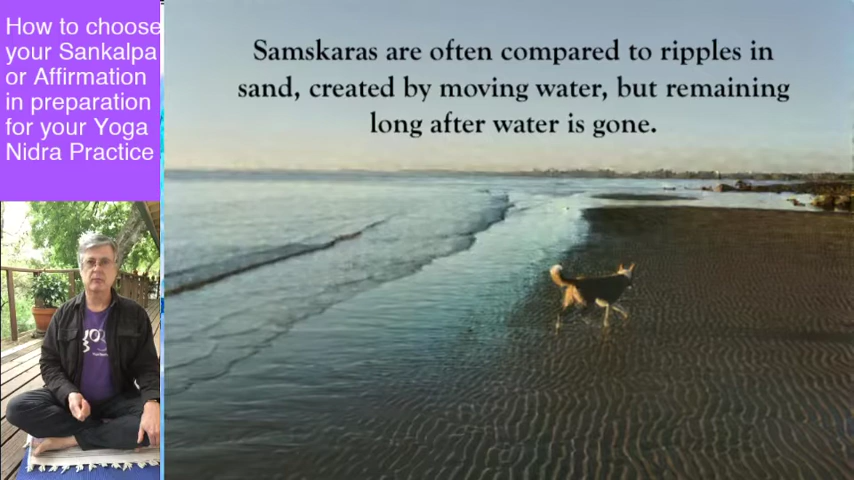 How to choose
your Sankalpa
or Affirmation
in preparation
for your Yoga
Nidra Practice
Samskaras are often compared to ripples in
sand, created by moving water, but remaining
long after water is gone.